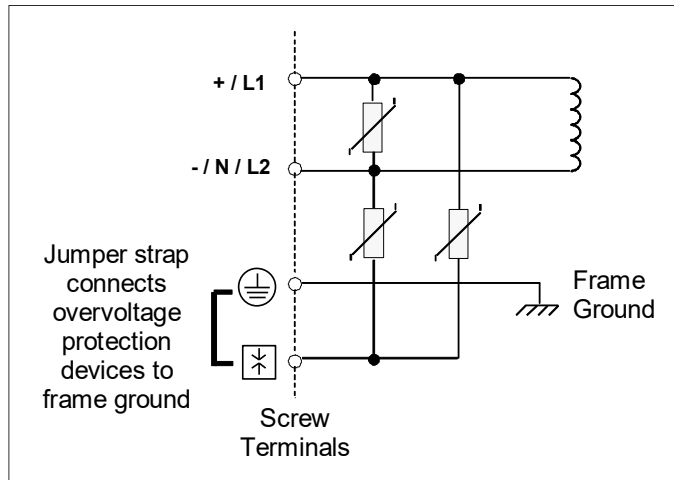 + / L1
- / N / L2
Jumper strap
connects
overvoltage
protection
devices to
frame ground
Frame
Ground
Screw
Terminals